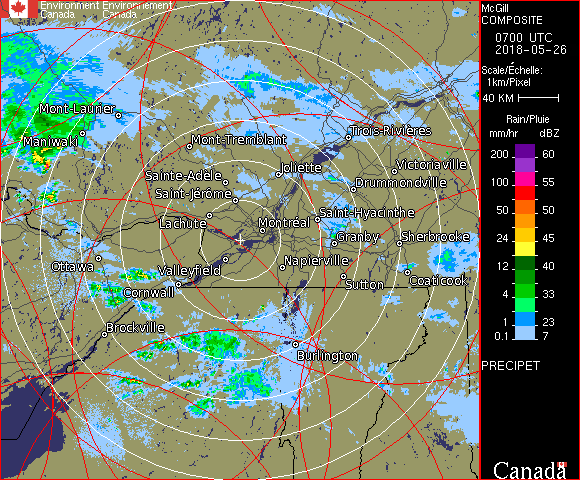 Environment Environnement
Canada Canada
McGill
COMPOSITE
0700 UTC
2018-05-26
Scale/Échelle:
1km/Pixel
40 KM
Rain/Pluie
mm/hr dBZ
200 60
100 55
50 50
24 45
12 40
4 33
1 23
0.1 7
PRECIPET
Canada
Mont-Laurier
Maniwaki
Mont-Tremblant
Trois-Rivières
Sainte-Adèle
Joliette
Victoriaville
Saint-Jérôme
Drummondville
Lachute
Montréal
Saint-Hyacinthe
Granby
Sherbrooke
Ottawa
Valleyfield
Napierville
Cornwall
Sutton
Coaticook
Brockville
Burlington